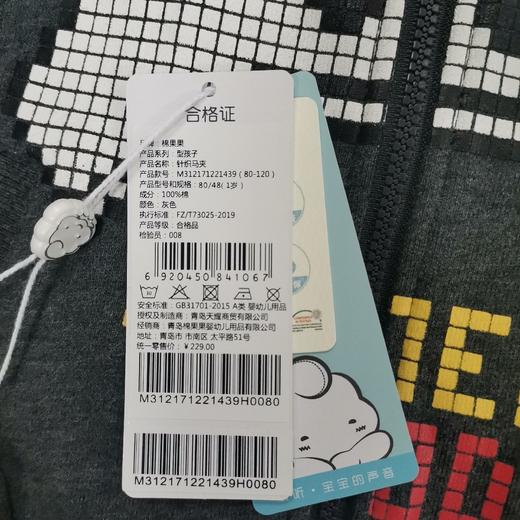 合格证
品牌：棉果果
产品系列：型孩子
产品名称：针织马夹
产品款号：M312171221439（80-120）
产品型号和规格：80/48(1岁)
成分：100%棉
颜色：灰色
执行标准：FZ/T73025-2019
产品等级：合格品
检验员：008
6 920450 841067
安全标准：GB31701-2015 A类 婴幼儿用品
授权及制造商：青岛天耀商贸有限公司
经销商：青岛棉果果婴幼儿用品有限公司
地址：青岛市 市南区 太平路51号
统一零售价：￥229.00
M312171221439H0080
M312171221439H0080
听·宝宝的声音